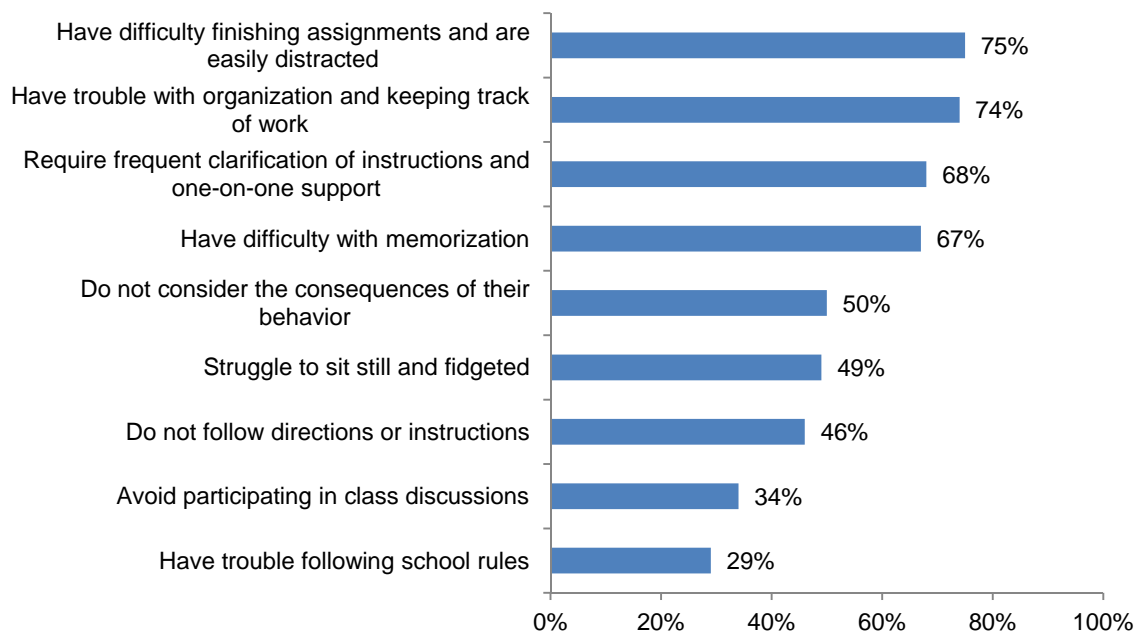 Have difficulty finishing assignments and are
easily distracted
75%
Have trouble with organization and keeping track
of work
74%
Require frequent clarification of instructions and
one-on-one support
68%
Have difficulty with memorization
67%
Do not consider the consequences of their
behavior
50%
Struggle to sit still and fidgeted
49%
Do not follow directions or instructions
46%
Avoid participating in class discussions
34%
Have trouble following school rules
29%
0% 20% 40% 60% 80% 100%